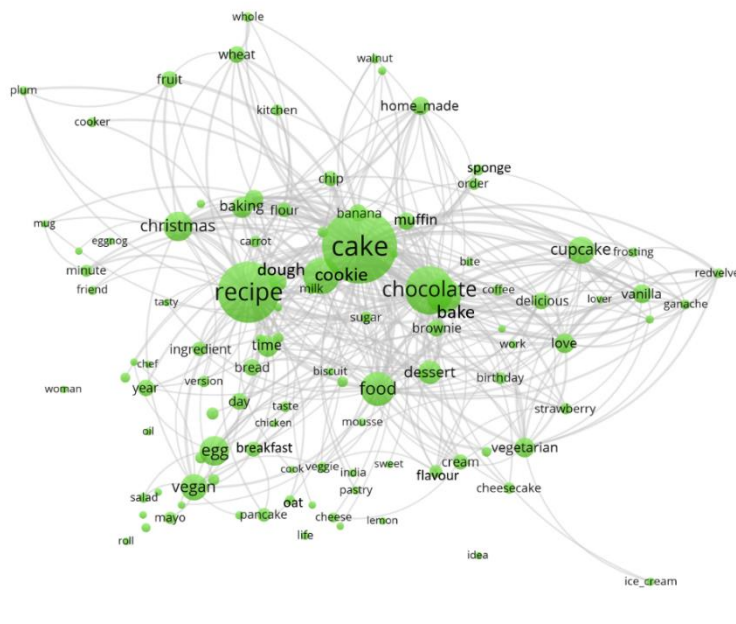 whole
wheat
walnut
fruit
plum
home_made
kitchen
cooker
sponge
chip
order
baking
flour
banana
muffin
mug
christmas
eggnog
carrot
cake
cupcake
frosting
bite
minute
dough
cookie
redvelve
friend
recipe
milk
chocolate
coffee
delicious
lover
vanilla
ganache
tasty
bake
sugar
brownie
ingredient
time
work
love
chef
bread
biscuit
dessert
birthday
woman
year
version
food
day
taste
strawberry
oil
chicken
mousse
egg
breakfast
vegetarian
cook
veggie
india
sweet
cream
flavour
vegan
salad
pastry
cheesecake
oat
mayo
pancake
cheese
lemon
roll
life
idea
ice_cream